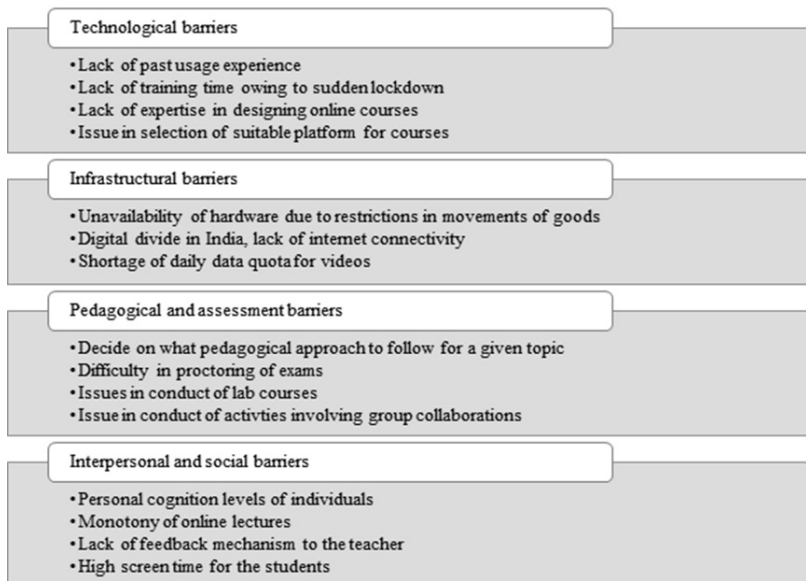 Technological barriers
•Lack of past usage experience
•Lack of training time owing to sudden lockdown
•Lack of expertise in designing online courses
•Issue in selection of suitable platform for courses
Infrastructural barriers
•Unavailability of hardware due to restrictions in movements of goods
•Digital divide in India, lack of internet connectivity
•Shortage of daily data quota for videos
Pedagogical and assessment barriers
•Decide on what pedagogical approach to follow for a given topic
•Difficulty in proctoring of exams
•Issues in conduct of lab courses
•Issue in conduct of activties involving group collaborations
Interpersonal and social barriers
•Personal cognition levels of individuals
•Monotony of online lectures
•Lack of feedback mechanism to the teacher
•High screen time for the students